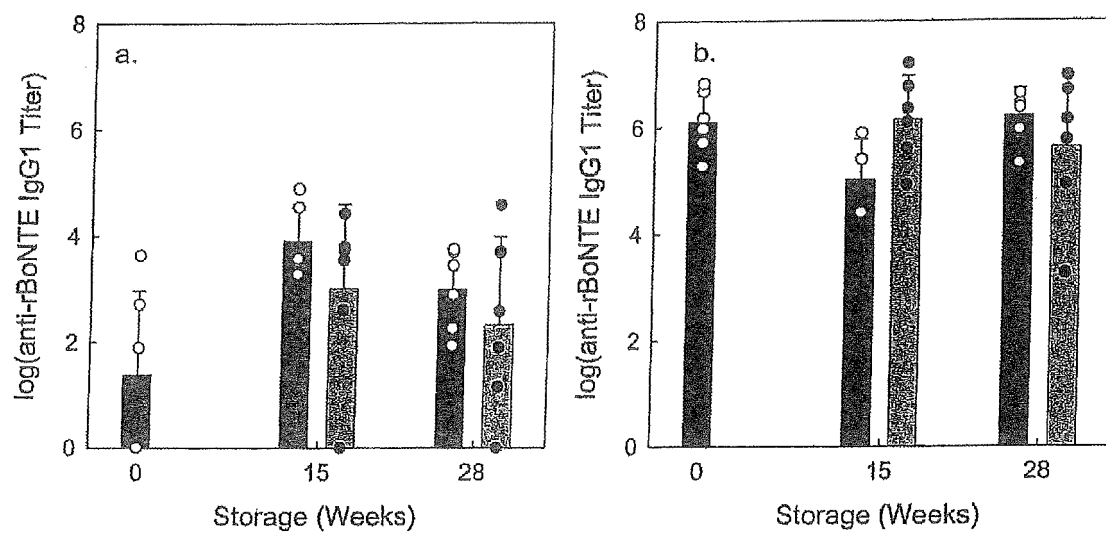 a.
log(anti-rBoNTE IgG1 Titer)
8
6
4
2
0
0 15 28
Storage (Weeks)
b.
log(anti-rBoNTE IgG1 Titer)
8
6
4
2
0
0 15 28
Storage (Weeks)